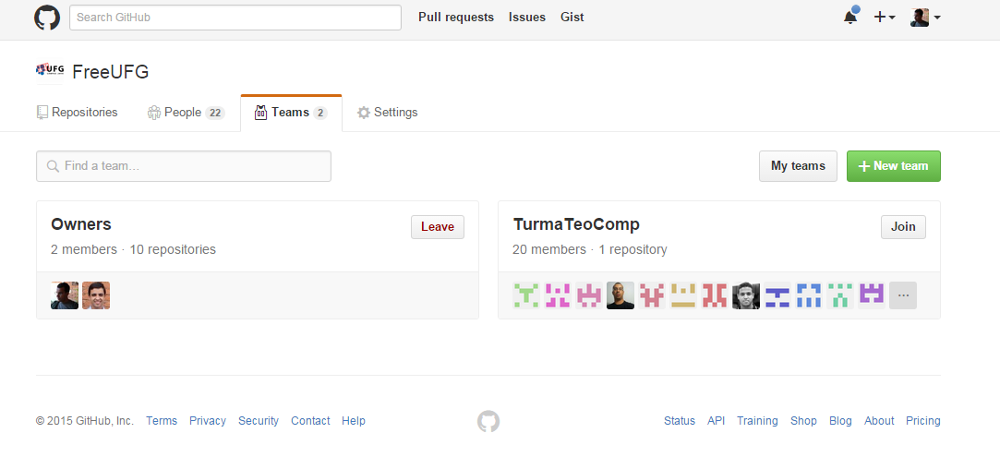 Search GitHub Pull requests Issues Gist
UFG FreeUFG
Repositories People 22 Teams 2 Settings
Find a team... My teams New team
Owners Leave
2 members · 10 repositories
TurmaTeoComp Join
20 members · 1 repository
...
© 2015 GitHub, Inc. Terms Privacy Security Contact Help Status API Training Shop Blog About Pricing